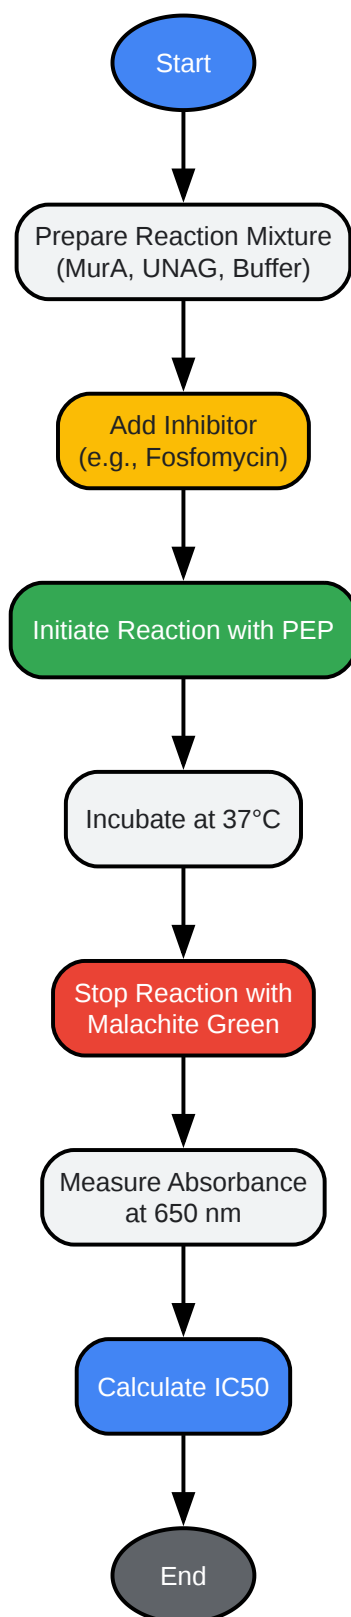 Start
Prepare Reaction Mixture
(MurA, UNAG, Buffer)
Add Inhibitor
(e.g., Fosfomycin)
Initiate Reaction with PEP
Incubate at 37°C
Stop Reaction with
Malachite Green
Measure Absorbance
at 650 nm
Calculate IC50
End